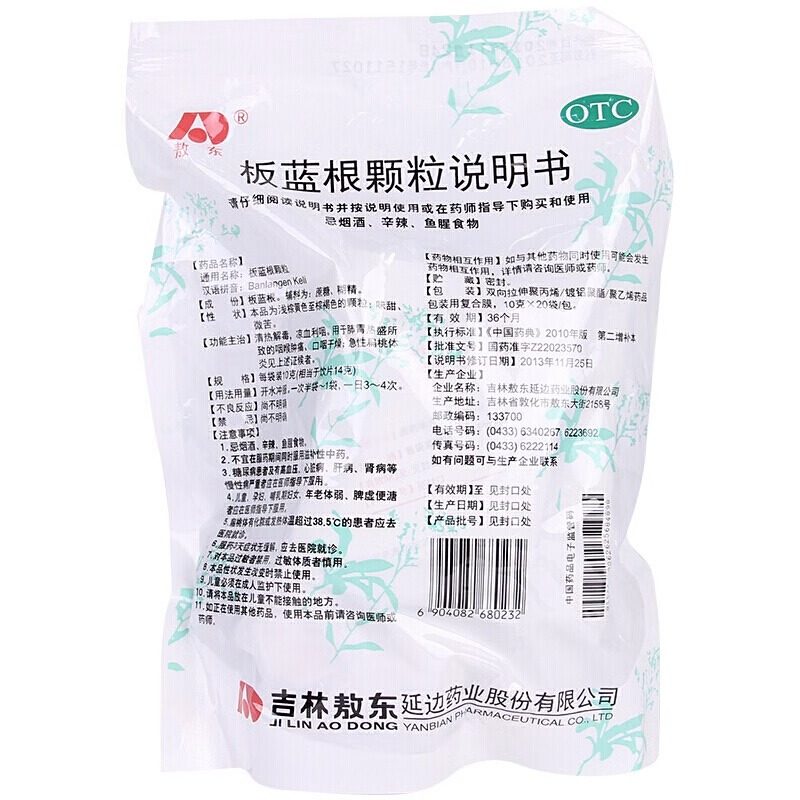 敖东
®
OTC
板蓝根颗粒说明书
请仔细阅读说明书并按说明使用或在药师指导下购买和使用
忌烟酒、辛辣、鱼腥食物
【药品名称】
通用名称：板蓝根颗粒
汉语拼音：Banlangen Keli
【成 份】板蓝根。辅料为：蔗糖、糊精。
【性 状】本品为浅棕黄色至棕褐色的颗粒；味甜、
微苦。
【功能主治】清热解毒，凉血利咽。用于肺胃热盛所
致的咽喉肿痛、口咽干燥；急性扁桃体
炎见上述证候者。
【规 格】每袋装10克(相当于饮片14克)
【用法用量】开水冲服，一次半袋~1袋，一日3~4次。
【不良反应】尚不明确
【禁 忌】尚不明确
【注意事项】
1.忌烟酒、辛辣、鱼腥食物。
2.不宜在服药期间同时服用滋补性中药。
3.糖尿病患者及有高血压、心脏病、肝病、肾病等
慢性病严重者应在医师指导下服用。
4.儿童、孕妇、哺乳期妇女、年老体弱、脾虚便溏
者应在医师指导下服用。
5.扁桃体有化脓或发热体温超过38.5℃的患者应去
医院就诊。
6.服药3天症状无缓解，应去医院就诊。
7.对本品过敏者禁用，过敏体质者慎用。
8.本品性状发生改变时禁止使用。
9.儿童必须在成人监护下使用。
10.请将本品放在儿童不能接触的地方。
11.如正在使用其他药品，使用本品前请咨询医师或
药师。
【药物相互作用】如与其他药物同时使用可能会发生
药物相互作用，详情请咨询医师或药师。
【贮 藏】密封。
【包 装】双向拉伸聚丙烯/镀铝聚酯/聚乙烯药品
包装用复合膜，10克×20袋/包。
【有 效 期】36个月
【执行标准】《中国药典》2010年版 第二增补本
【批准文号】国药准字Z22023570
【说明书修订日期】2013年11月25日
【生产企业】
企业名称：吉林敖东延边药业股份有限公司
生产地址：吉林省敦化市敖东大街2158号
邮政编码：133700
电话号码：(0433) 6340267 6223692
传真号码：(0433) 6222114
如有问题可与生产企业联系
【有效期】至 见封口处
【生产日期】见封口处
【产品批号】见封口处
6 904082 680232
中国药品电子监管码
吉林敖东延边药业股份有限公司
JI LIN AO DONG YANBIAN PHARMACEUTICAL CO., LTD